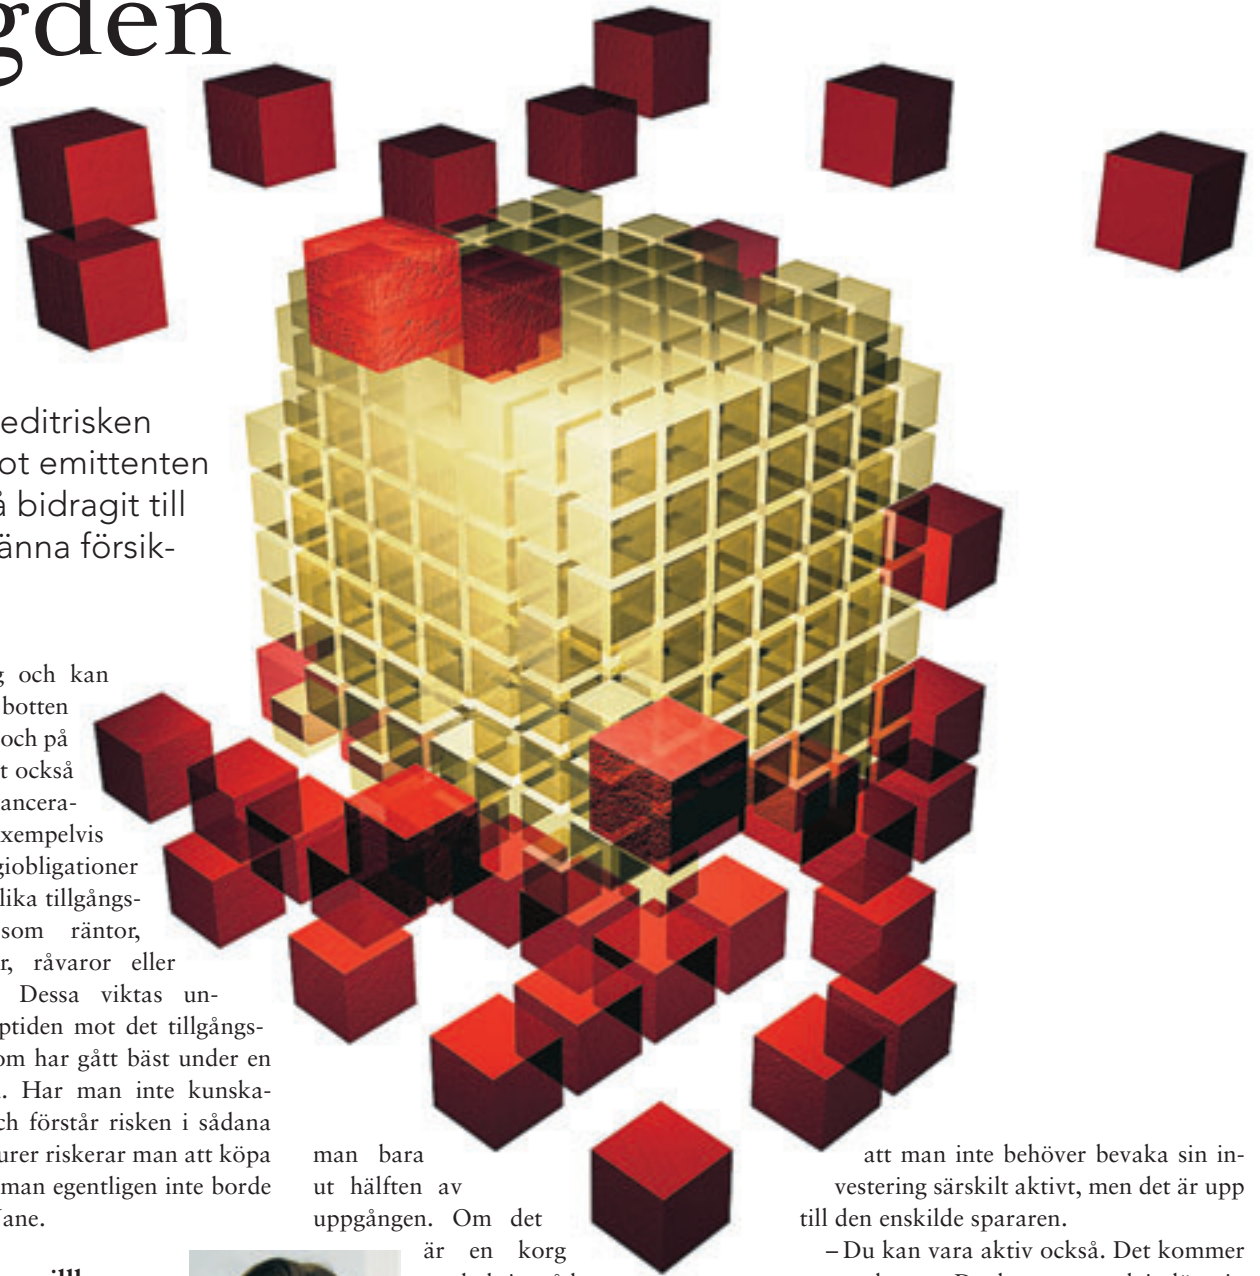 gden
editrisken
ot emittenten
å bidragit till
änna försik-
g och kan
botten
och på
t också
ancera-
xempelvis
giobligationer
lika tillgångs-
som räntor,
r, råvaror eller
Dessa viktas un-
ptiden mot det tillgångs-
om har gått bäst under en
. Har man inte kunska-
ch förstår risken i sådana
urer riskerar man att köpa
man egentligen inte borde
Jane.
man bara
ut hälften av
uppgången. Om det
är en korg
att man inte behöver bevaka sin in-
vestering särskilt aktivt, men det är upp
till den enskilde spararen.
– Du kan vara aktiv också. Det kommer